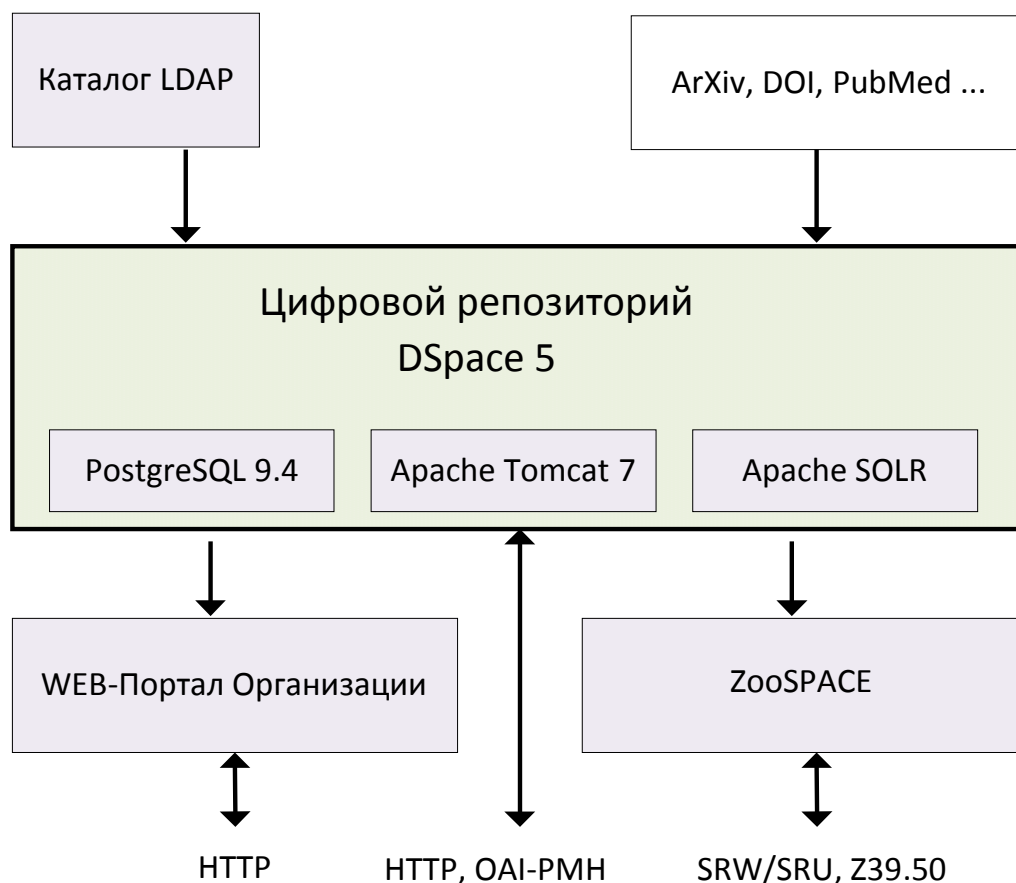 Каталог LDAP
ArXiv, DOI, PubMed ...
Цифровой репозиторий
DSpace 5
PostgreSQL 9.4
Apache Tomcat 7
Apache SOLR
WEB-Портал Организации
ZooSPACE
HTTP
HTTP, OAI-PMH
SRW/SRU, Z39.50